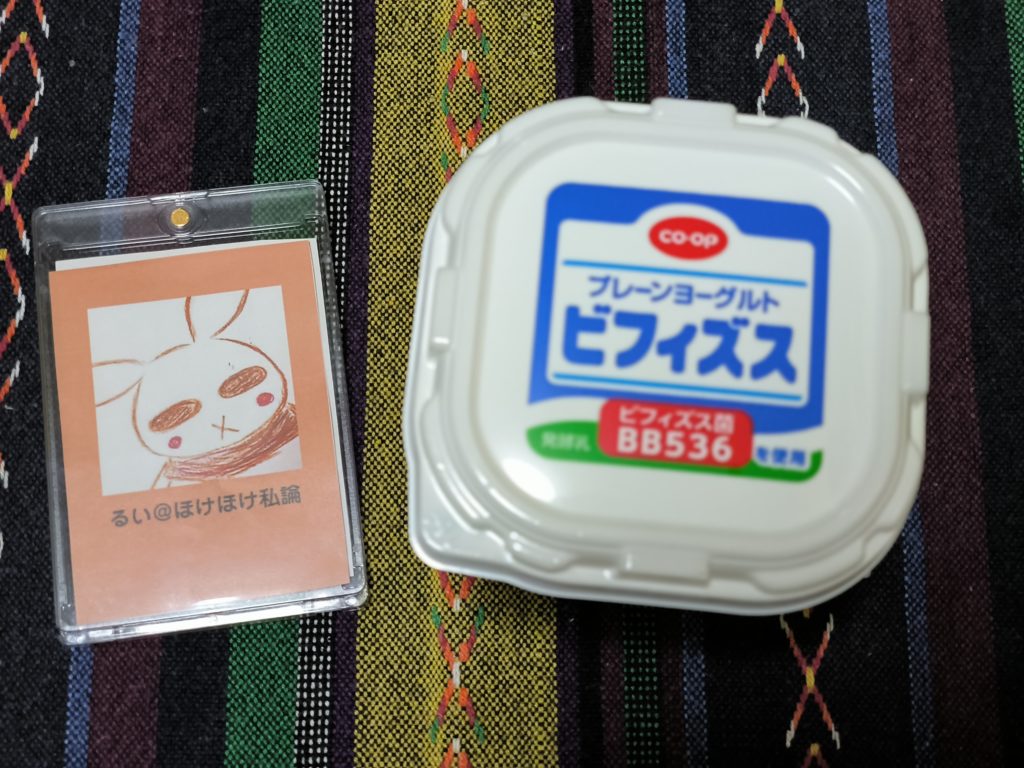 るい@ほけほけ私論
co·op
プレーンヨーグルト
ビフィズス
ビフィズス菌
BB536
発酵乳
を使用